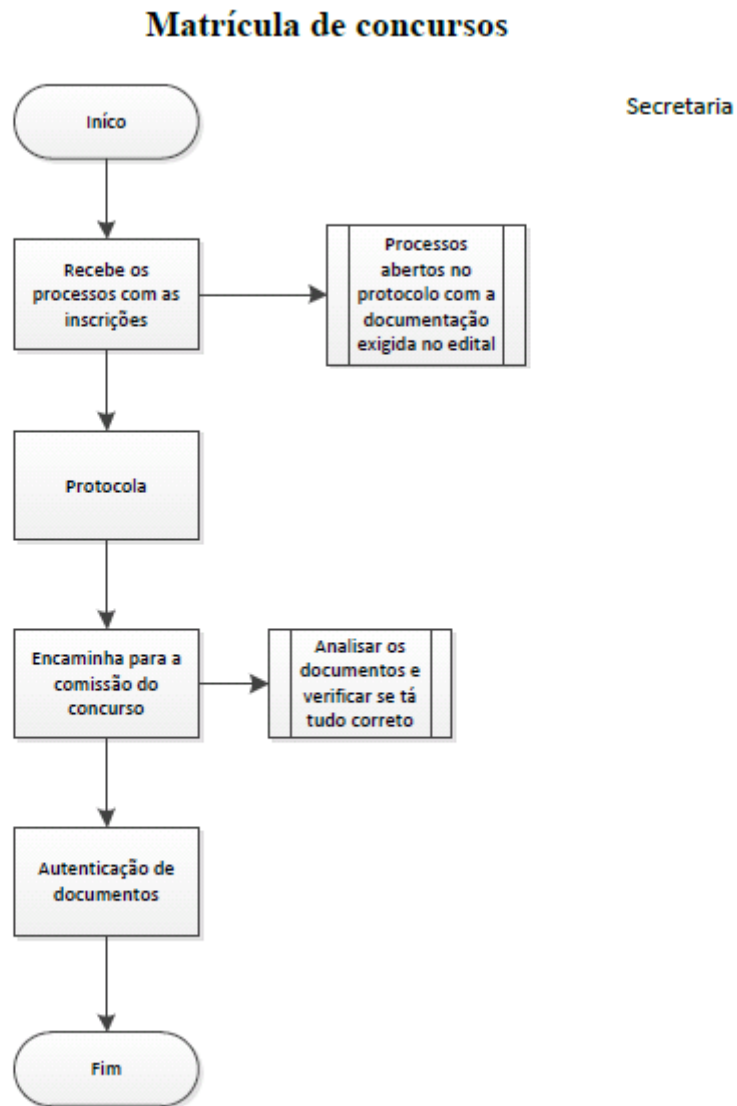 Matrícula de concursos
Secretaria
Iníco
Recebe os
processos com as
inscrições
Processos
abertos no
protocolo com a
documentação
exigida no edital
Protocola
Encaminha para a
comissão do
concurso
Analisar os
documentos e
verificar se tá
tudo correto
Autenticação de
documentos
Fim